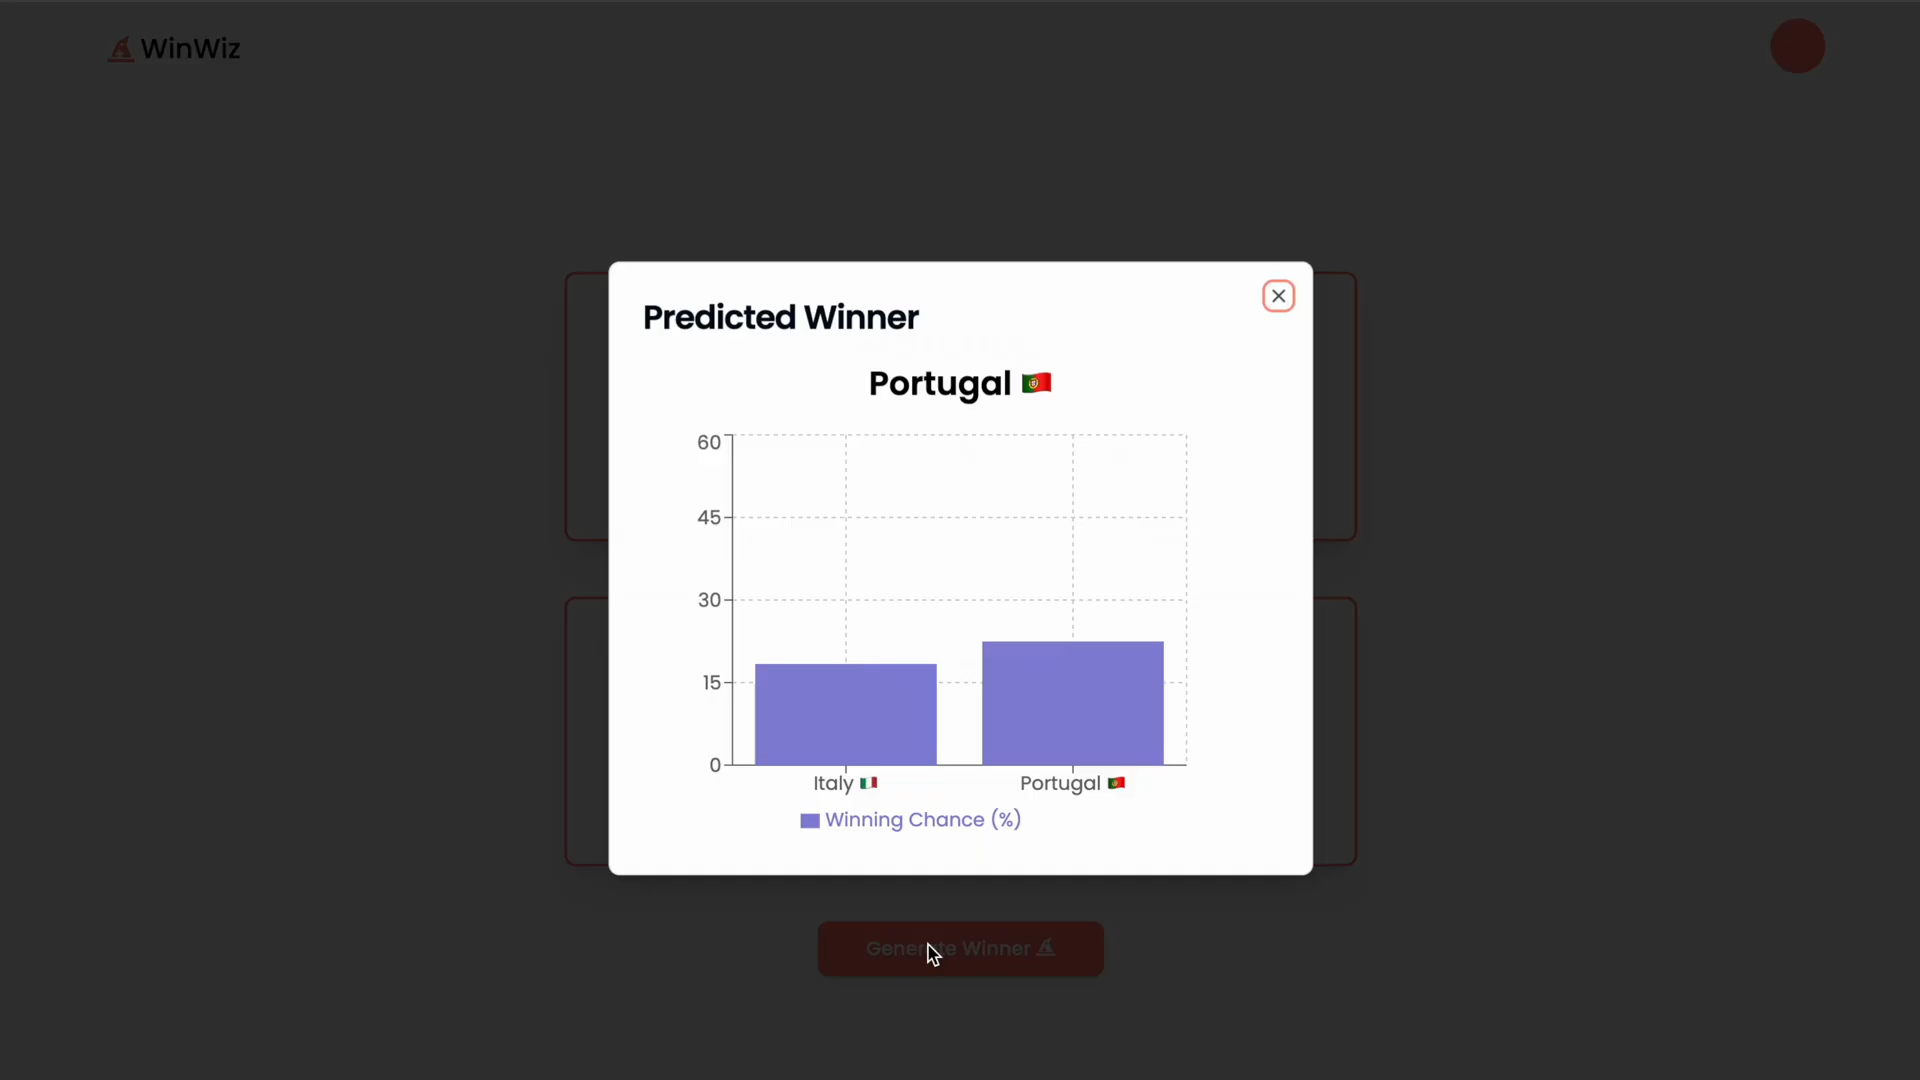 WinWiz
Predicted Winner
Portugal 🇵🇹
60
45
30
15
0
Italy 🇮🇹
Portugal 🇵🇹
Winning Chance (%)
Generate Winner